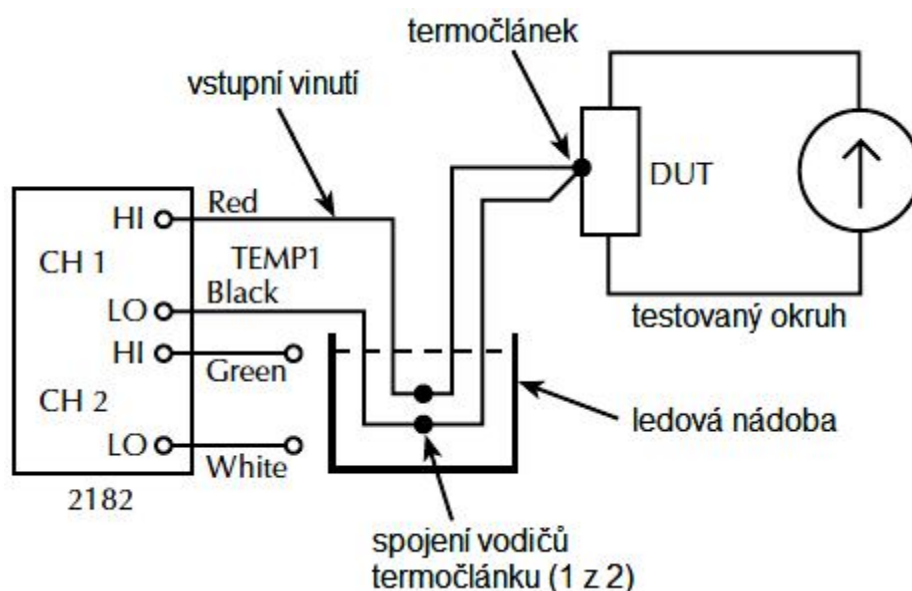 termočlánek
vstupní vinutí
HI
Red
CH 1
TEMP1
DUT
LO
Black
HI
Green
CH 2
LO
White
2182
testovaný okruh
ledová nádoba
spojení vodičů
termočlánku (1 z 2)